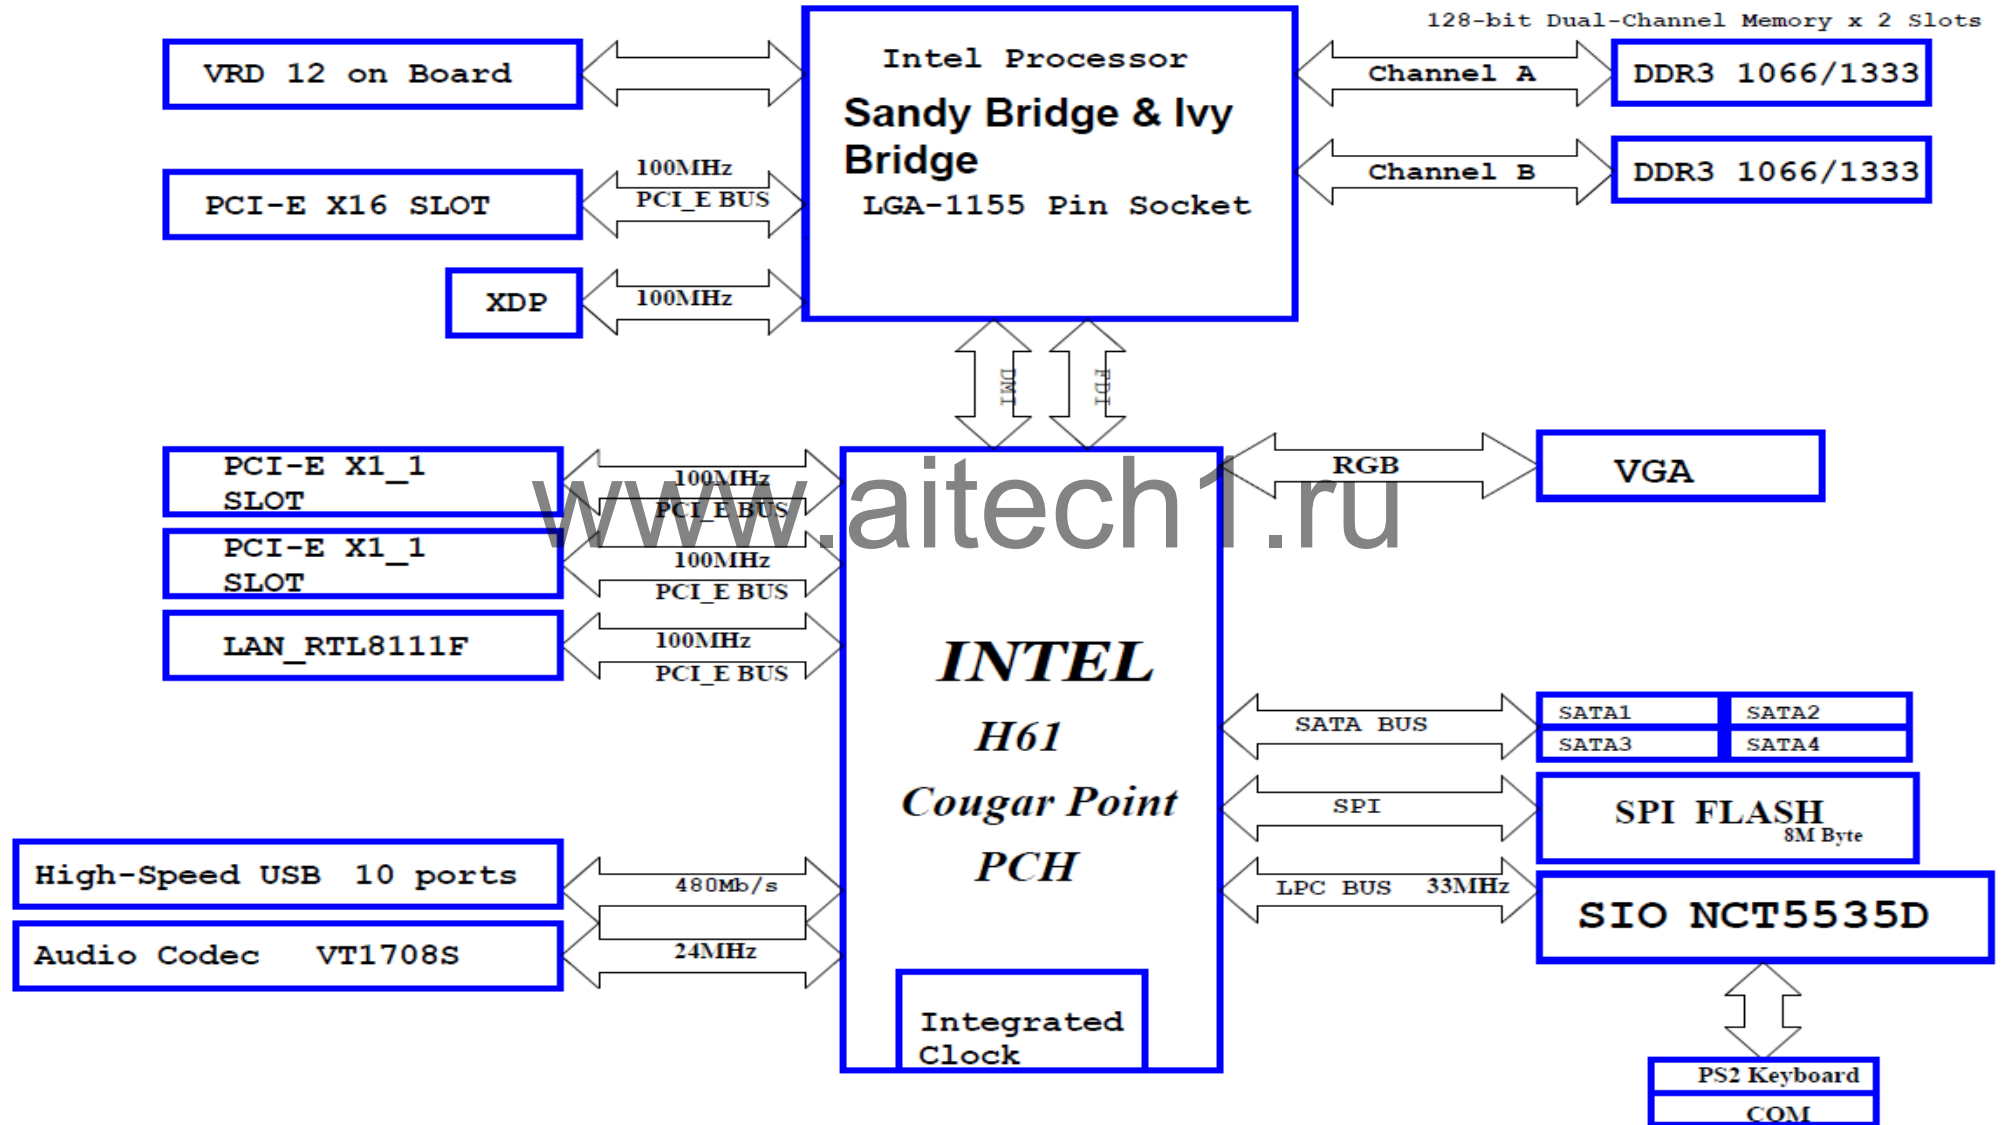 128-bit Dual-Channel Memory x 2 Slots
VRD 12 on Board
Intel Processor
Sandy Bridge & Ivy
Bridge
LGA-1155 Pin Socket
Channel A
DDR3 1066/1333
Channel B
DDR3 1066/1333
100MHz
PCI_E BUS
PCI-E X16 SLOT
XDP
100MHz
DMI
FDI
PCI-E X1_1
SLOT
100MHz
PCI_E BUS
PCI-E X1_1
SLOT
100MHz
PCI_E BUS
LAN_RTL8111F
100MHz
PCI_E BUS
RGB
VGA
www.aitech1.ru
INTEL
H61
Cougar Point
PCH
SATA BUS
SATA1
SATA2
SATA3
SATA4
SPI
SPI FLASH
8M Byte
LPC BUS 33MHz
SIO NCT5535D
High-Speed USB 10 ports
480Mb/s
Audio Codec VT1708S
24MHz
Integrated
Clock
PS2 Keyboard
COM